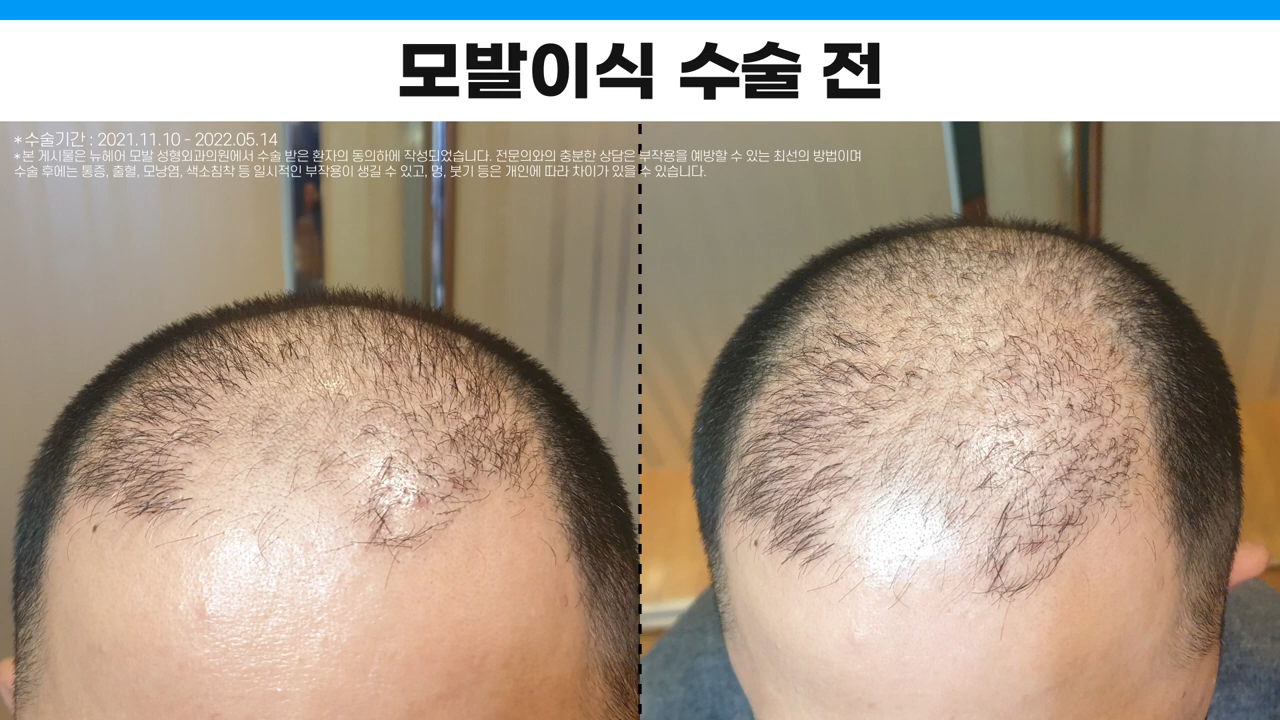 모발이식 수술 전
*수술기간 : 2021.11.10 - 2022.05.14
*본 게시물은 뉴헤어 모발 성형외과의원에서 수술 받은 환자의 동의하에 작성되었습니다. 전문의와의 충분한 상담은 부작용을 예방할 수 있는 최선의 방법이며
수술 후에는 통증, 출혈, 모낭염, 색소침착 등 일시적인 부작용이 생길 수 있고, 멍, 붓기 등은 개인에 따라 차이가 있을 수 있습니다.